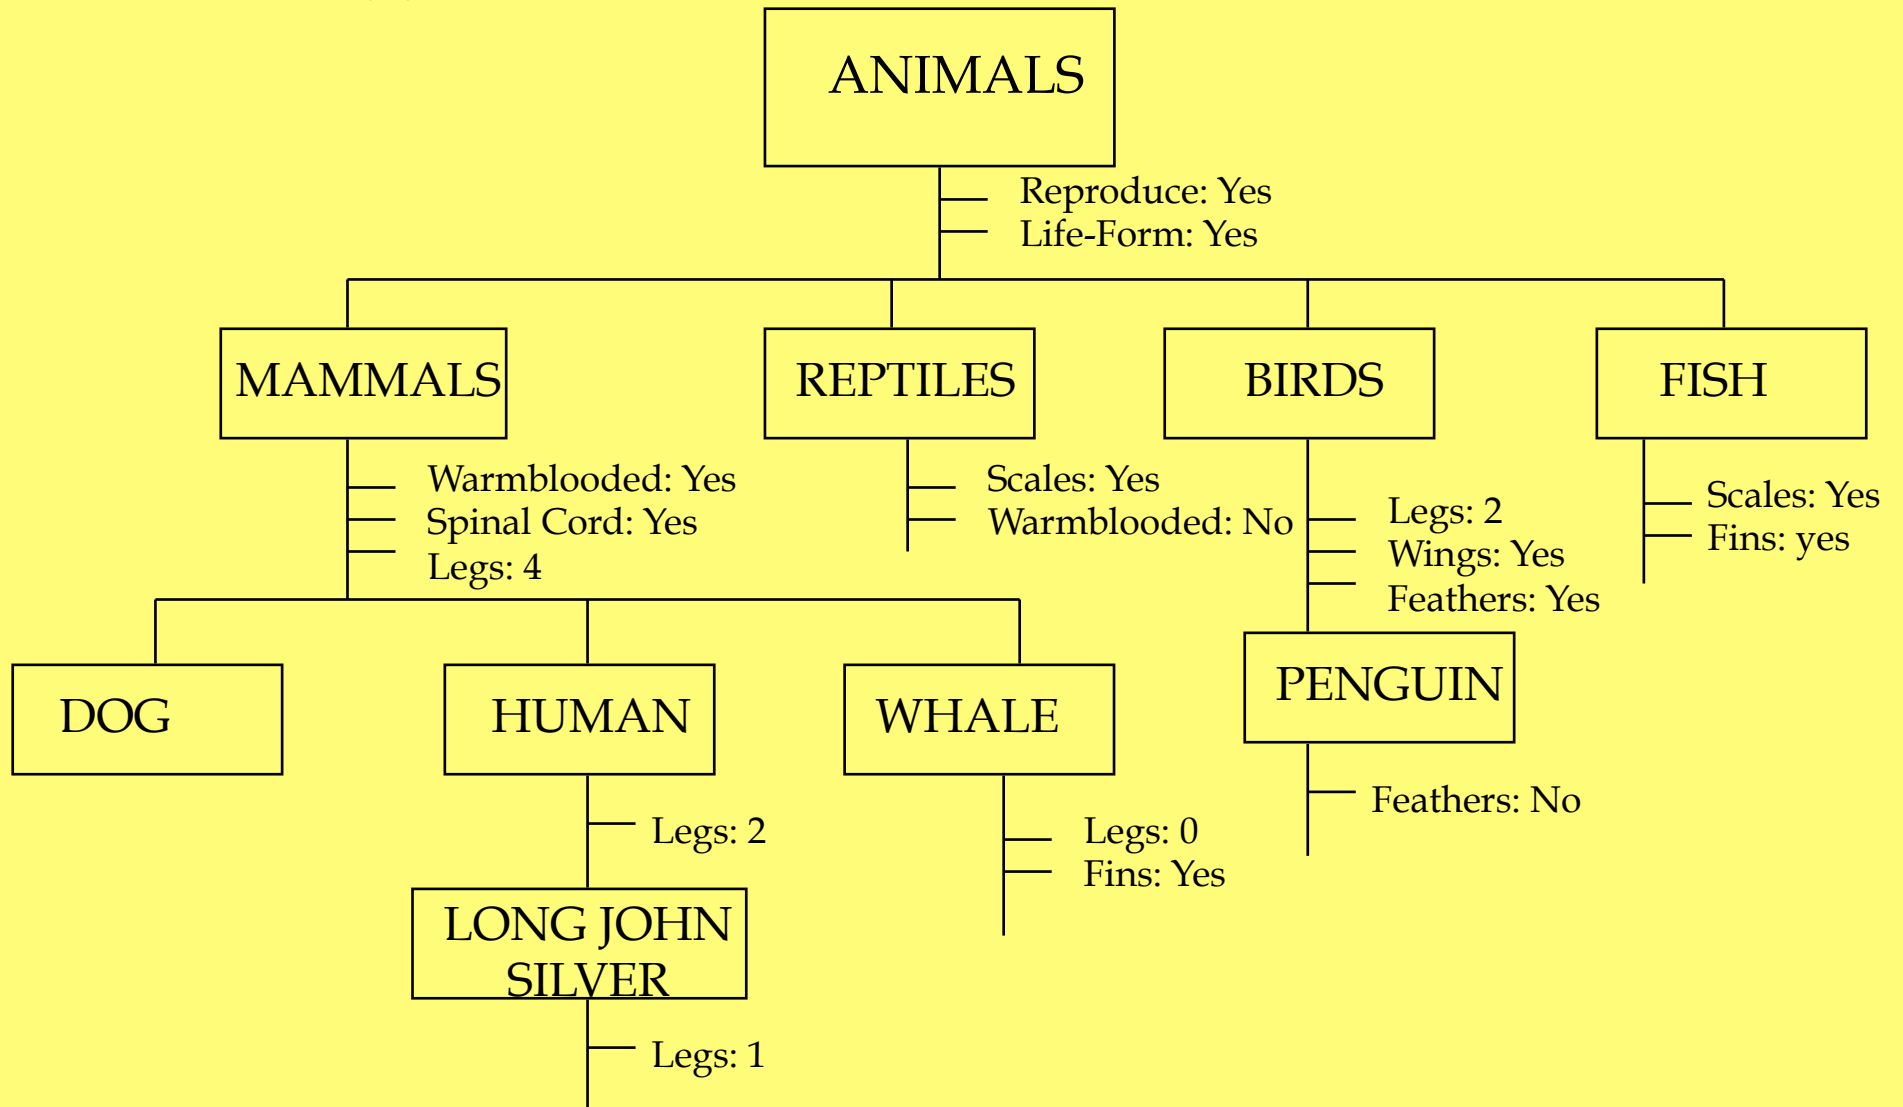 ANIMALS
Reproduce: Yes
Life-Form: Yes
MAMMALS
REPTILES
BIRDS
FISH
Warmblooded: Yes
Spinal Cord: Yes
Legs: 4
Scales: Yes
Warmblooded: No
Legs: 2
Wings: Yes
Feathers: Yes
Scales: Yes
Fins: yes
DOG
HUMAN
WHALE
PENGUIN
Legs: 2
Legs: 0
Fins: Yes
Feathers: No
LONG JOHN
SILVER
Legs: 1